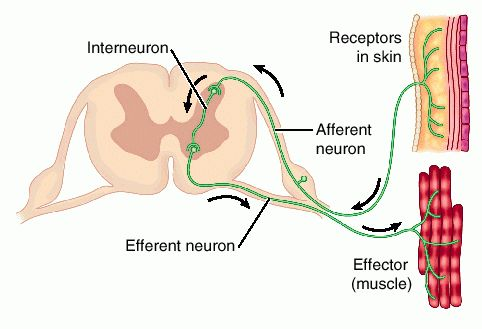 Interneuron
Receptors
in skin
Afferent
neuron
Efferent neuron
Effector
(muscle)